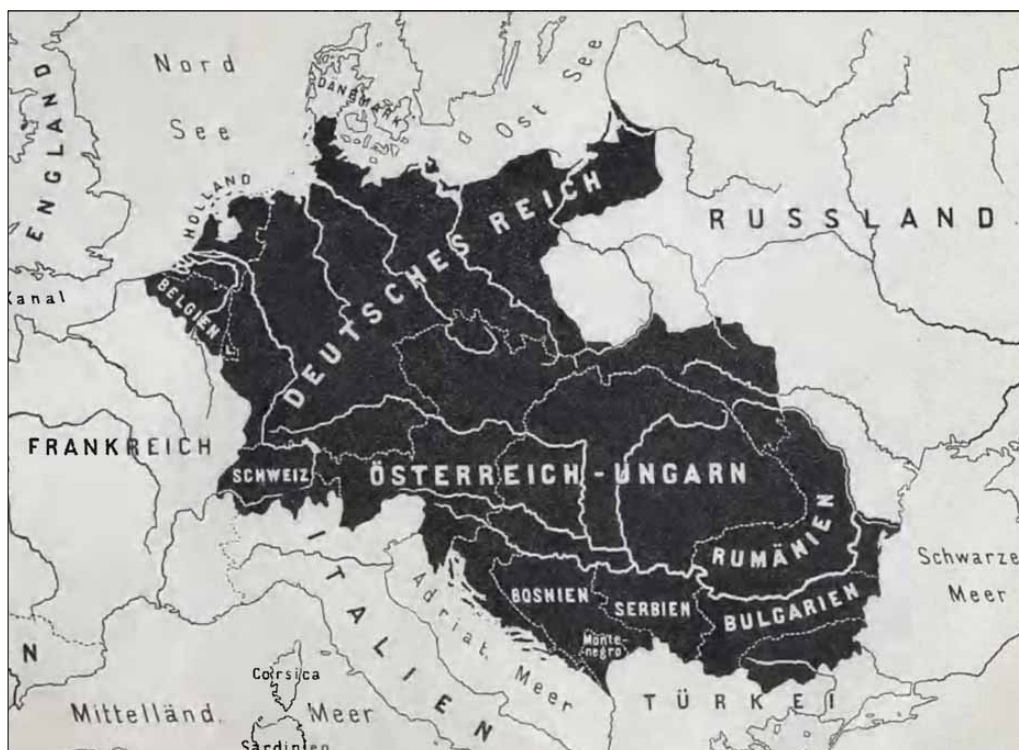 Nord
See
ENGLAND
DÄNEMARK
Ost See
HOLLAND
DEUTSCHES REICH
RUSSLAND
Kanal
BELGIEN
L
FRANKREICH
SCHWEIZ
ÖSTERREICH-UNGARN
RUMÄNIEN
Schwarze
Meer
ITALIEN
Adriat. Meer
BOSNIEN
SERBIEN
BULGARIEN
Monte-
negro
N
Corsica
TÜRKEI
Mittelländ. Meer
Sardinien